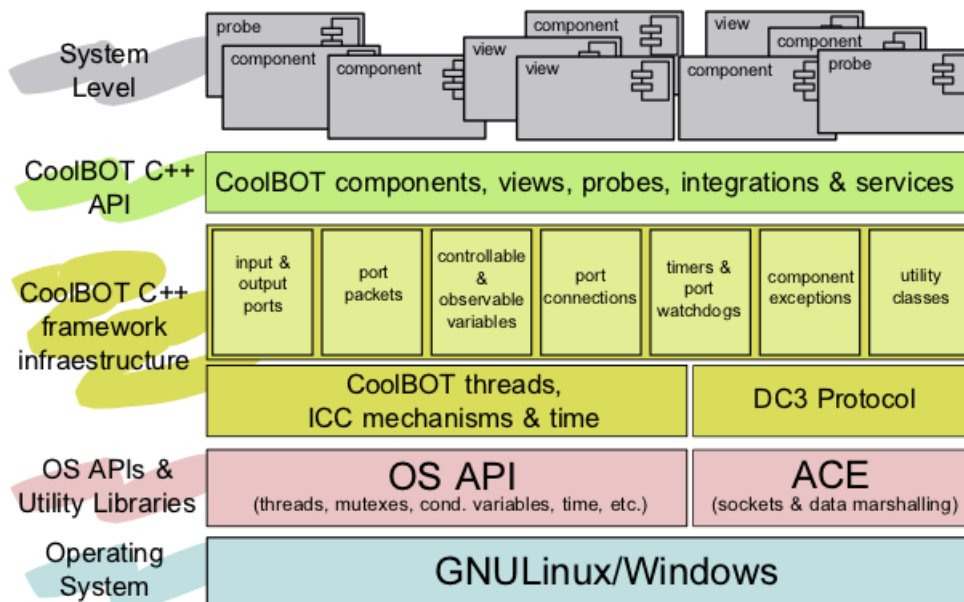 System
Level
probe
component
component
view
component
view
view
component
component
probe
CoolBOT C++
API
CoolBOT components, views, probes, integrations & services
CoolBOT C++
framework
infraestructure
input &
output
ports
port
packets
controllable
&
observable
variables
port
connections
timers &
port
watchdogs
component
exceptions
utility
classes
CoolBOT threads,
ICC mechanisms & time
DC3 Protocol
OS APIs &
Utility Libraries
OS API
(threads, mutexes, cond. variables, time, etc.)
ACE
(sockets & data marshalling)
Operating
System
GNULinux/Windows